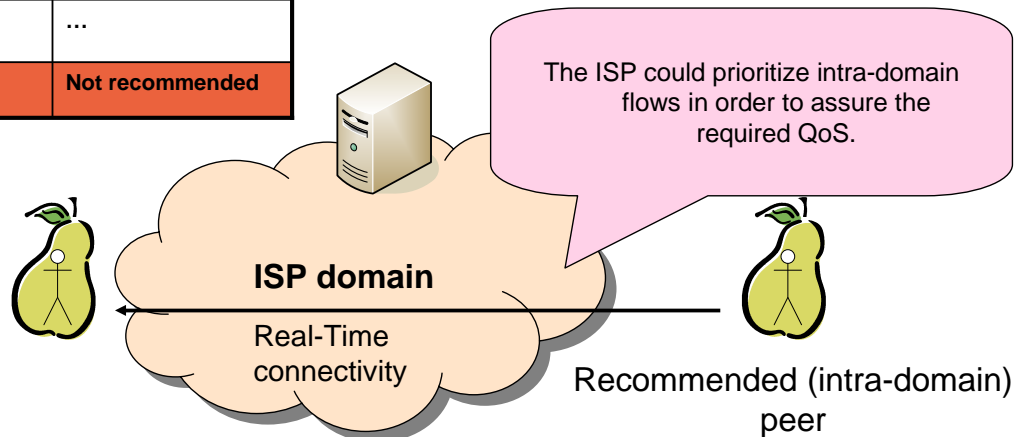 …
Not recommended
The ISP could prioritize intra-domain
flows in order to assure the
required QoS.
ISP domain
Real-Time
connectivity
Recommended (intra-domain)
peer